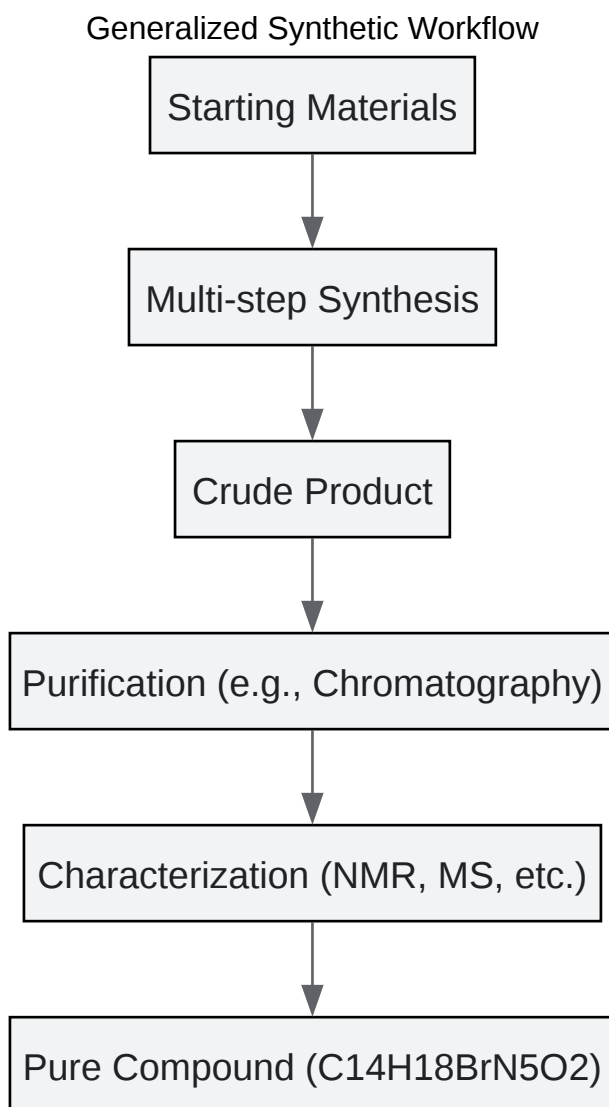 Generalized Synthetic Workflow
Starting Materials
Multi-step Synthesis
Crude Product
Purification (e.g., Chromatography)
Characterization (NMR, MS, etc.)
Pure Compound (C14H18BrN5O2)